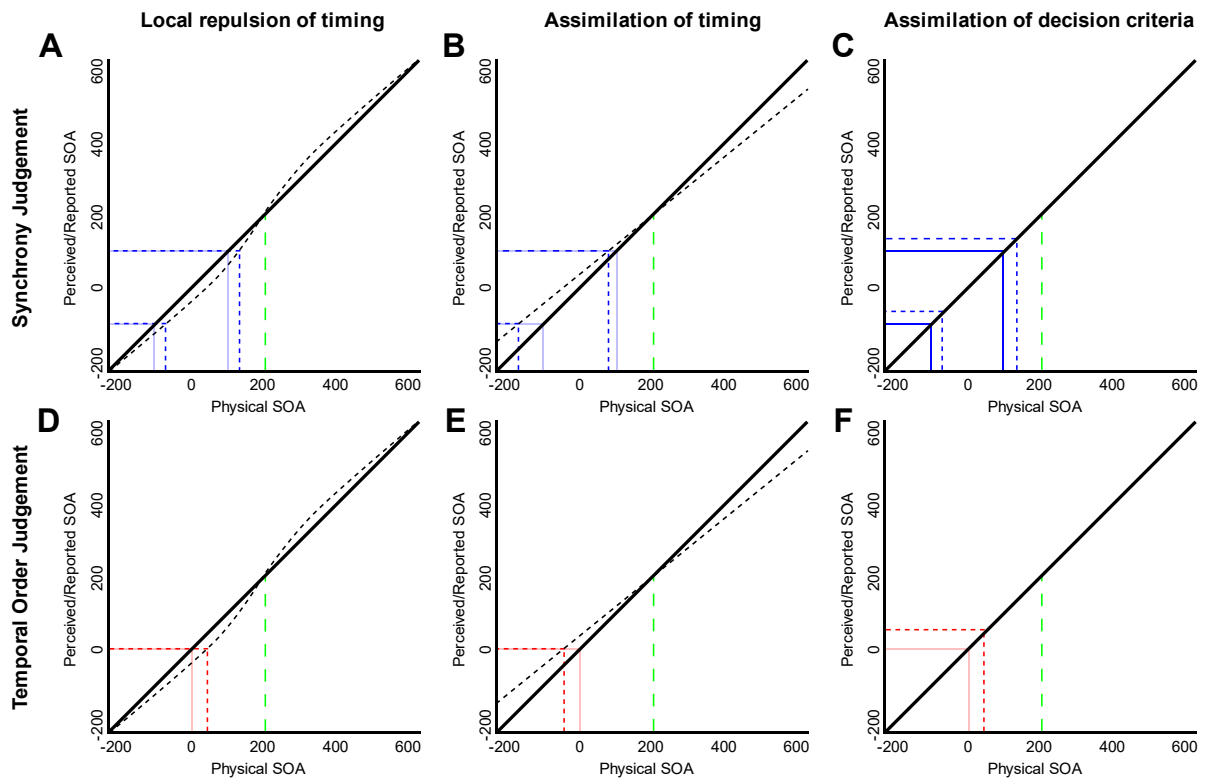 Local repulsion of timing
Assimilation of timing
Assimilation of decision criteria
Synchrony Judgement
A
Perceived/Reported SOA
600
400
200
0
-200
-200 0 200 400 600
Physical SOA
B
Perceived/Reported SOA
600
400
200
0
-200
-200 0 200 400 600
Physical SOA
C
Perceived/Reported SOA
600
400
200
0
-200
-200 0 200 400 600
Physical SOA
Temporal Order Judgement
D
Perceived/Reported SOA
600
400
200
0
-200
-200 0 200 400 600
Physical SOA
E
Perceived/Reported SOA
600
400
200
0
-200
-200 0 200 400 600
Physical SOA
F
Perceived/Reported SOA
600
400
200
0
-200
-200 0 200 400 600
Physical SOA